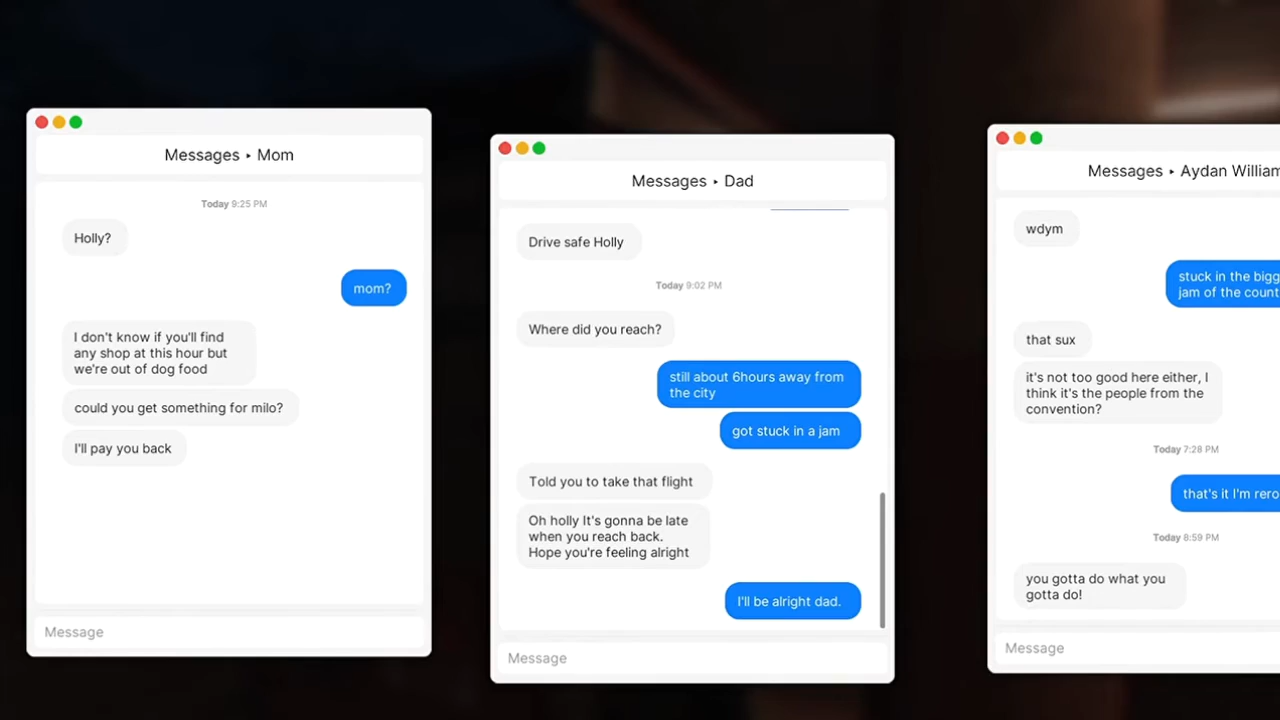 Messages ▸ Mom
Today 9:25 PM
Holly?
mom?
I don't know if you'll find
any shop at this hour but
we're out of dog food
could you get something for milo?
I'll pay you back
Message
Messages ▸ Dad
Drive safe Holly
Today 9:02 PM
Where did you reach?
still about 6hours away from
the city
got stuck in a jam
Told you to take that flight
Oh holly It's gonna be late
when you reach back.
Hope you're feeling alright
I'll be alright dad.
Message
Messages ▸ Aydan William
wdym
stuck in the bigg
jam of the count
that sux
it's not too good here either, I
think it's the people from the
convention?
Today 7:28 PM
that's it I'm rero
Today 8:59 PM
you gotta do what you
gotta do!
Message